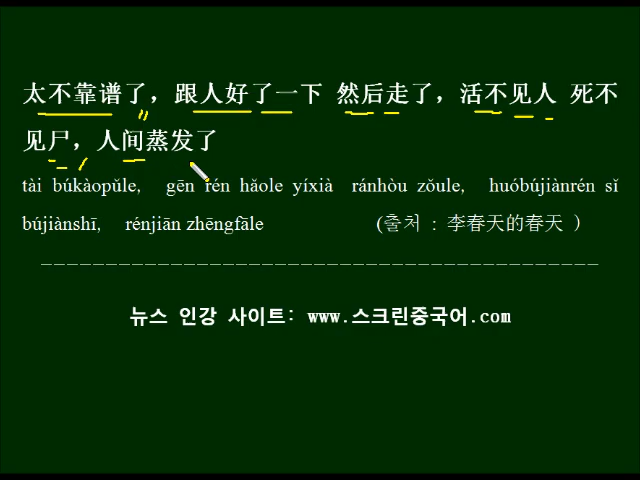 太不靠谱了，跟人好了一下 然后走了，活不见人 死不
见尸，人间蒸发了
tài búkàopǔle,  gēn rén hǎole yíxià  ránhòu zǒule,  huóbújiànrén sǐ
bújiànshī,  rénjiān zhēngfāle  (출처 : 李春天的春天 )
뉴스 인강 사이트: www.스크린중국어.com